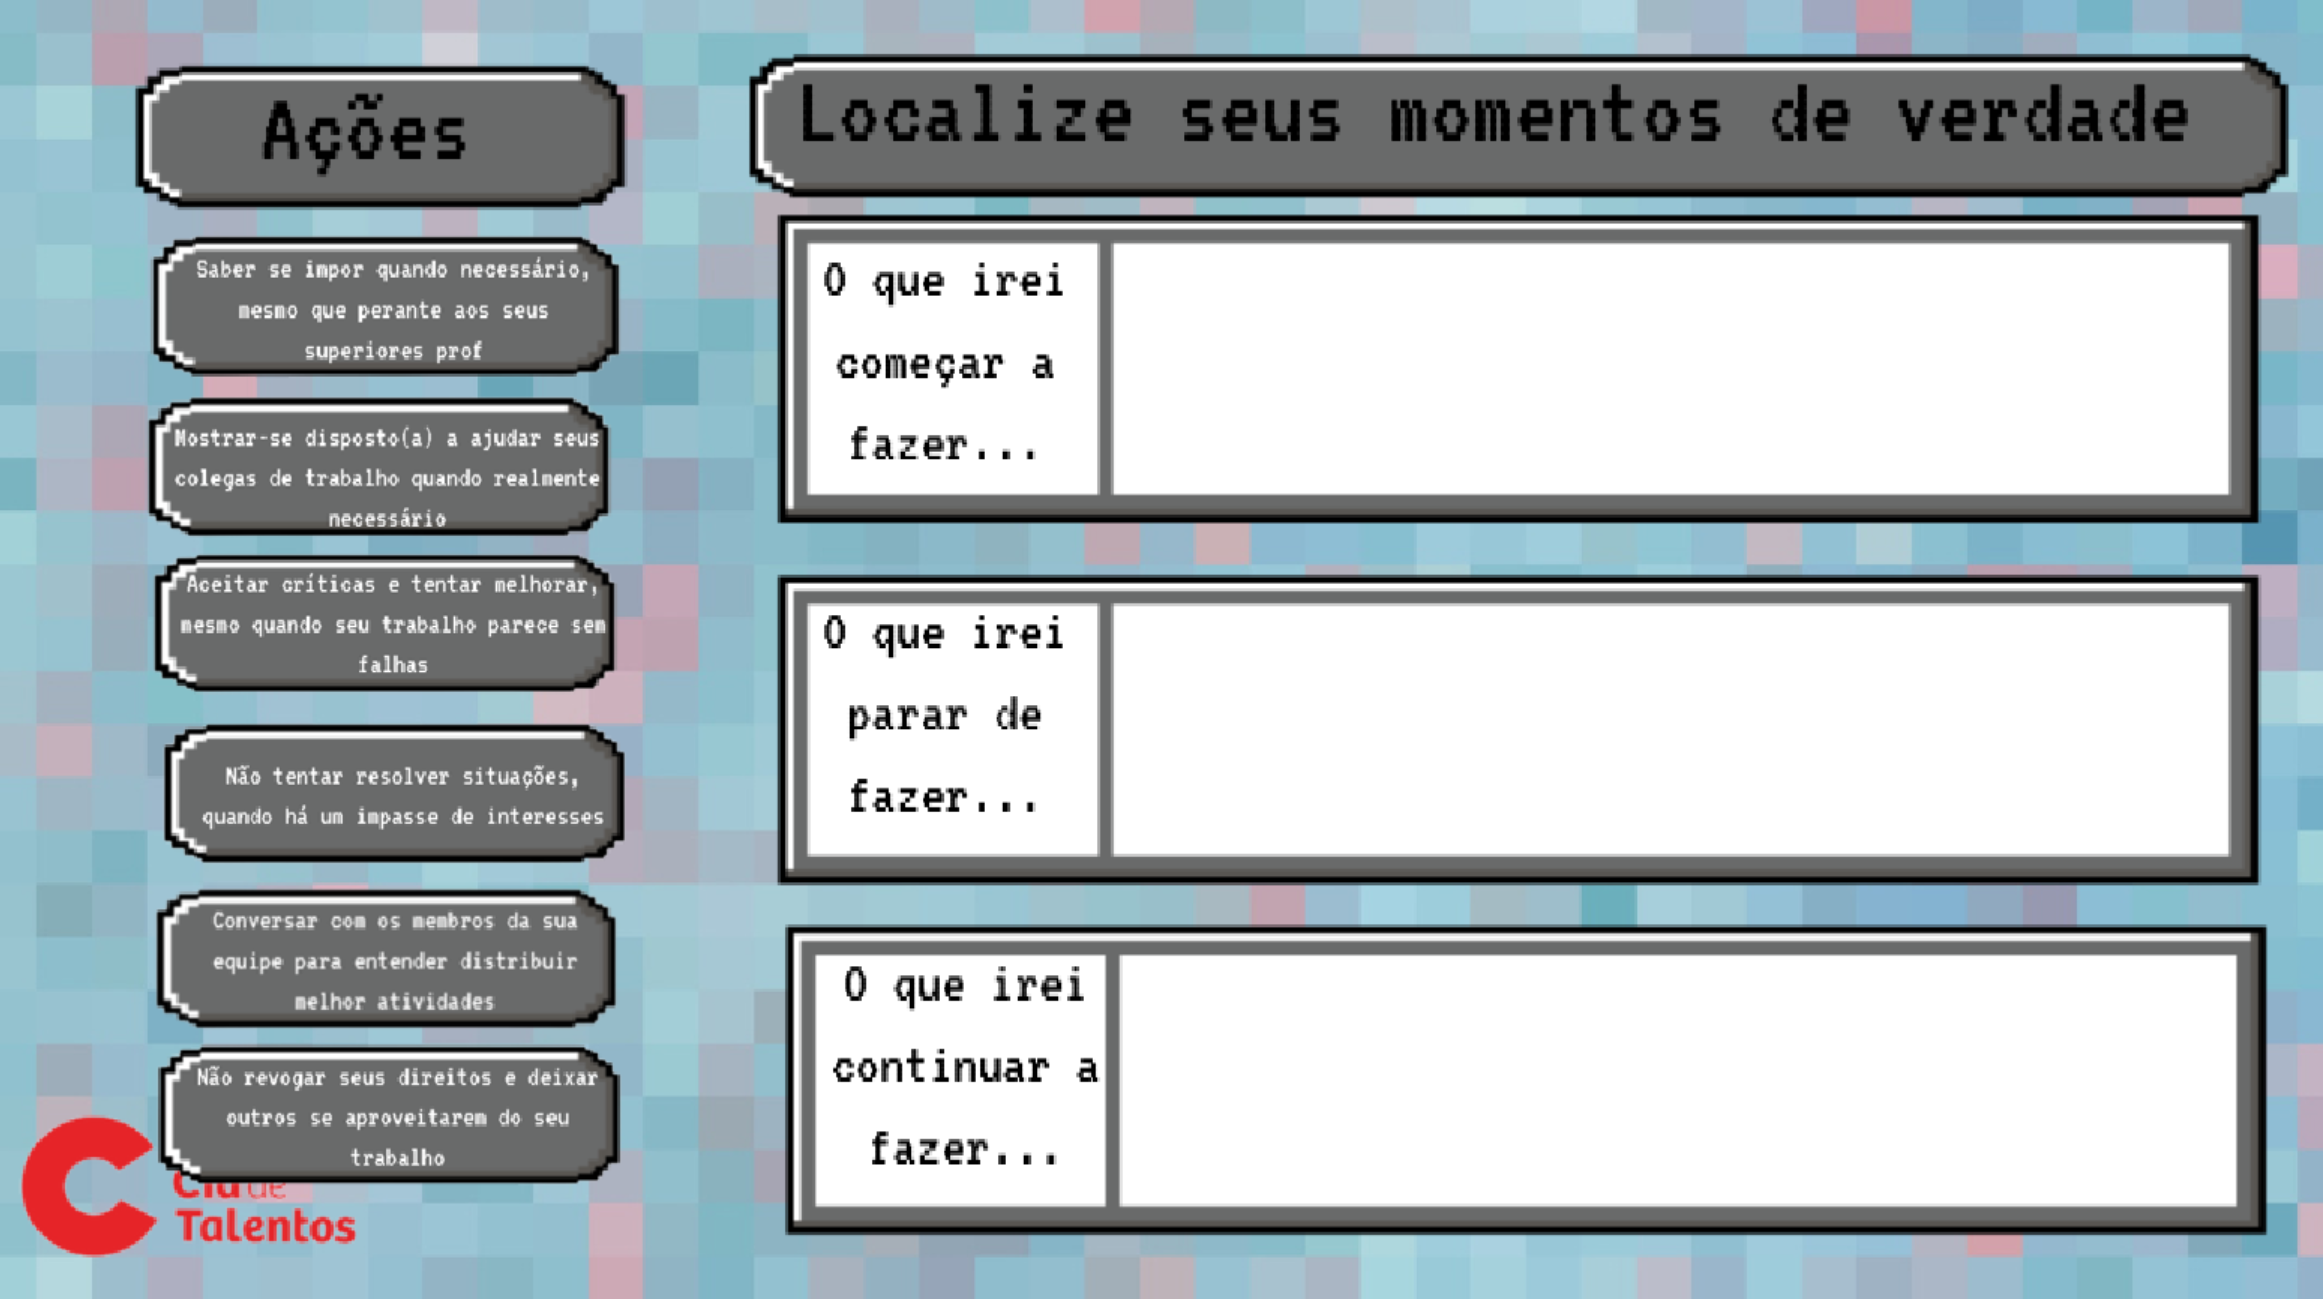 Ações
Saber se impor quando necessário,
mesmo que perante aos seus
superiores prof
Mostrar-se disposto(a) a ajudar seus
colegas de trabalho quando realmente
necessário
Aceitar críticas e tentar melhorar,
mesmo quando seu trabalho parece sem
falhas
Não tentar resolver situações,
quando há um impasse de interesses
Conversar com os membros da sua
equipe para entender distribuir
melhor atividades
Não revogar seus direitos e deixar
outros se aproveitarem do seu
trabalho
Cia de
Talentos
Localize seus momentos de verdade
O que irei
começar a
fazer...
O que irei
parar de
fazer...
O que irei
continuar a
fazer...